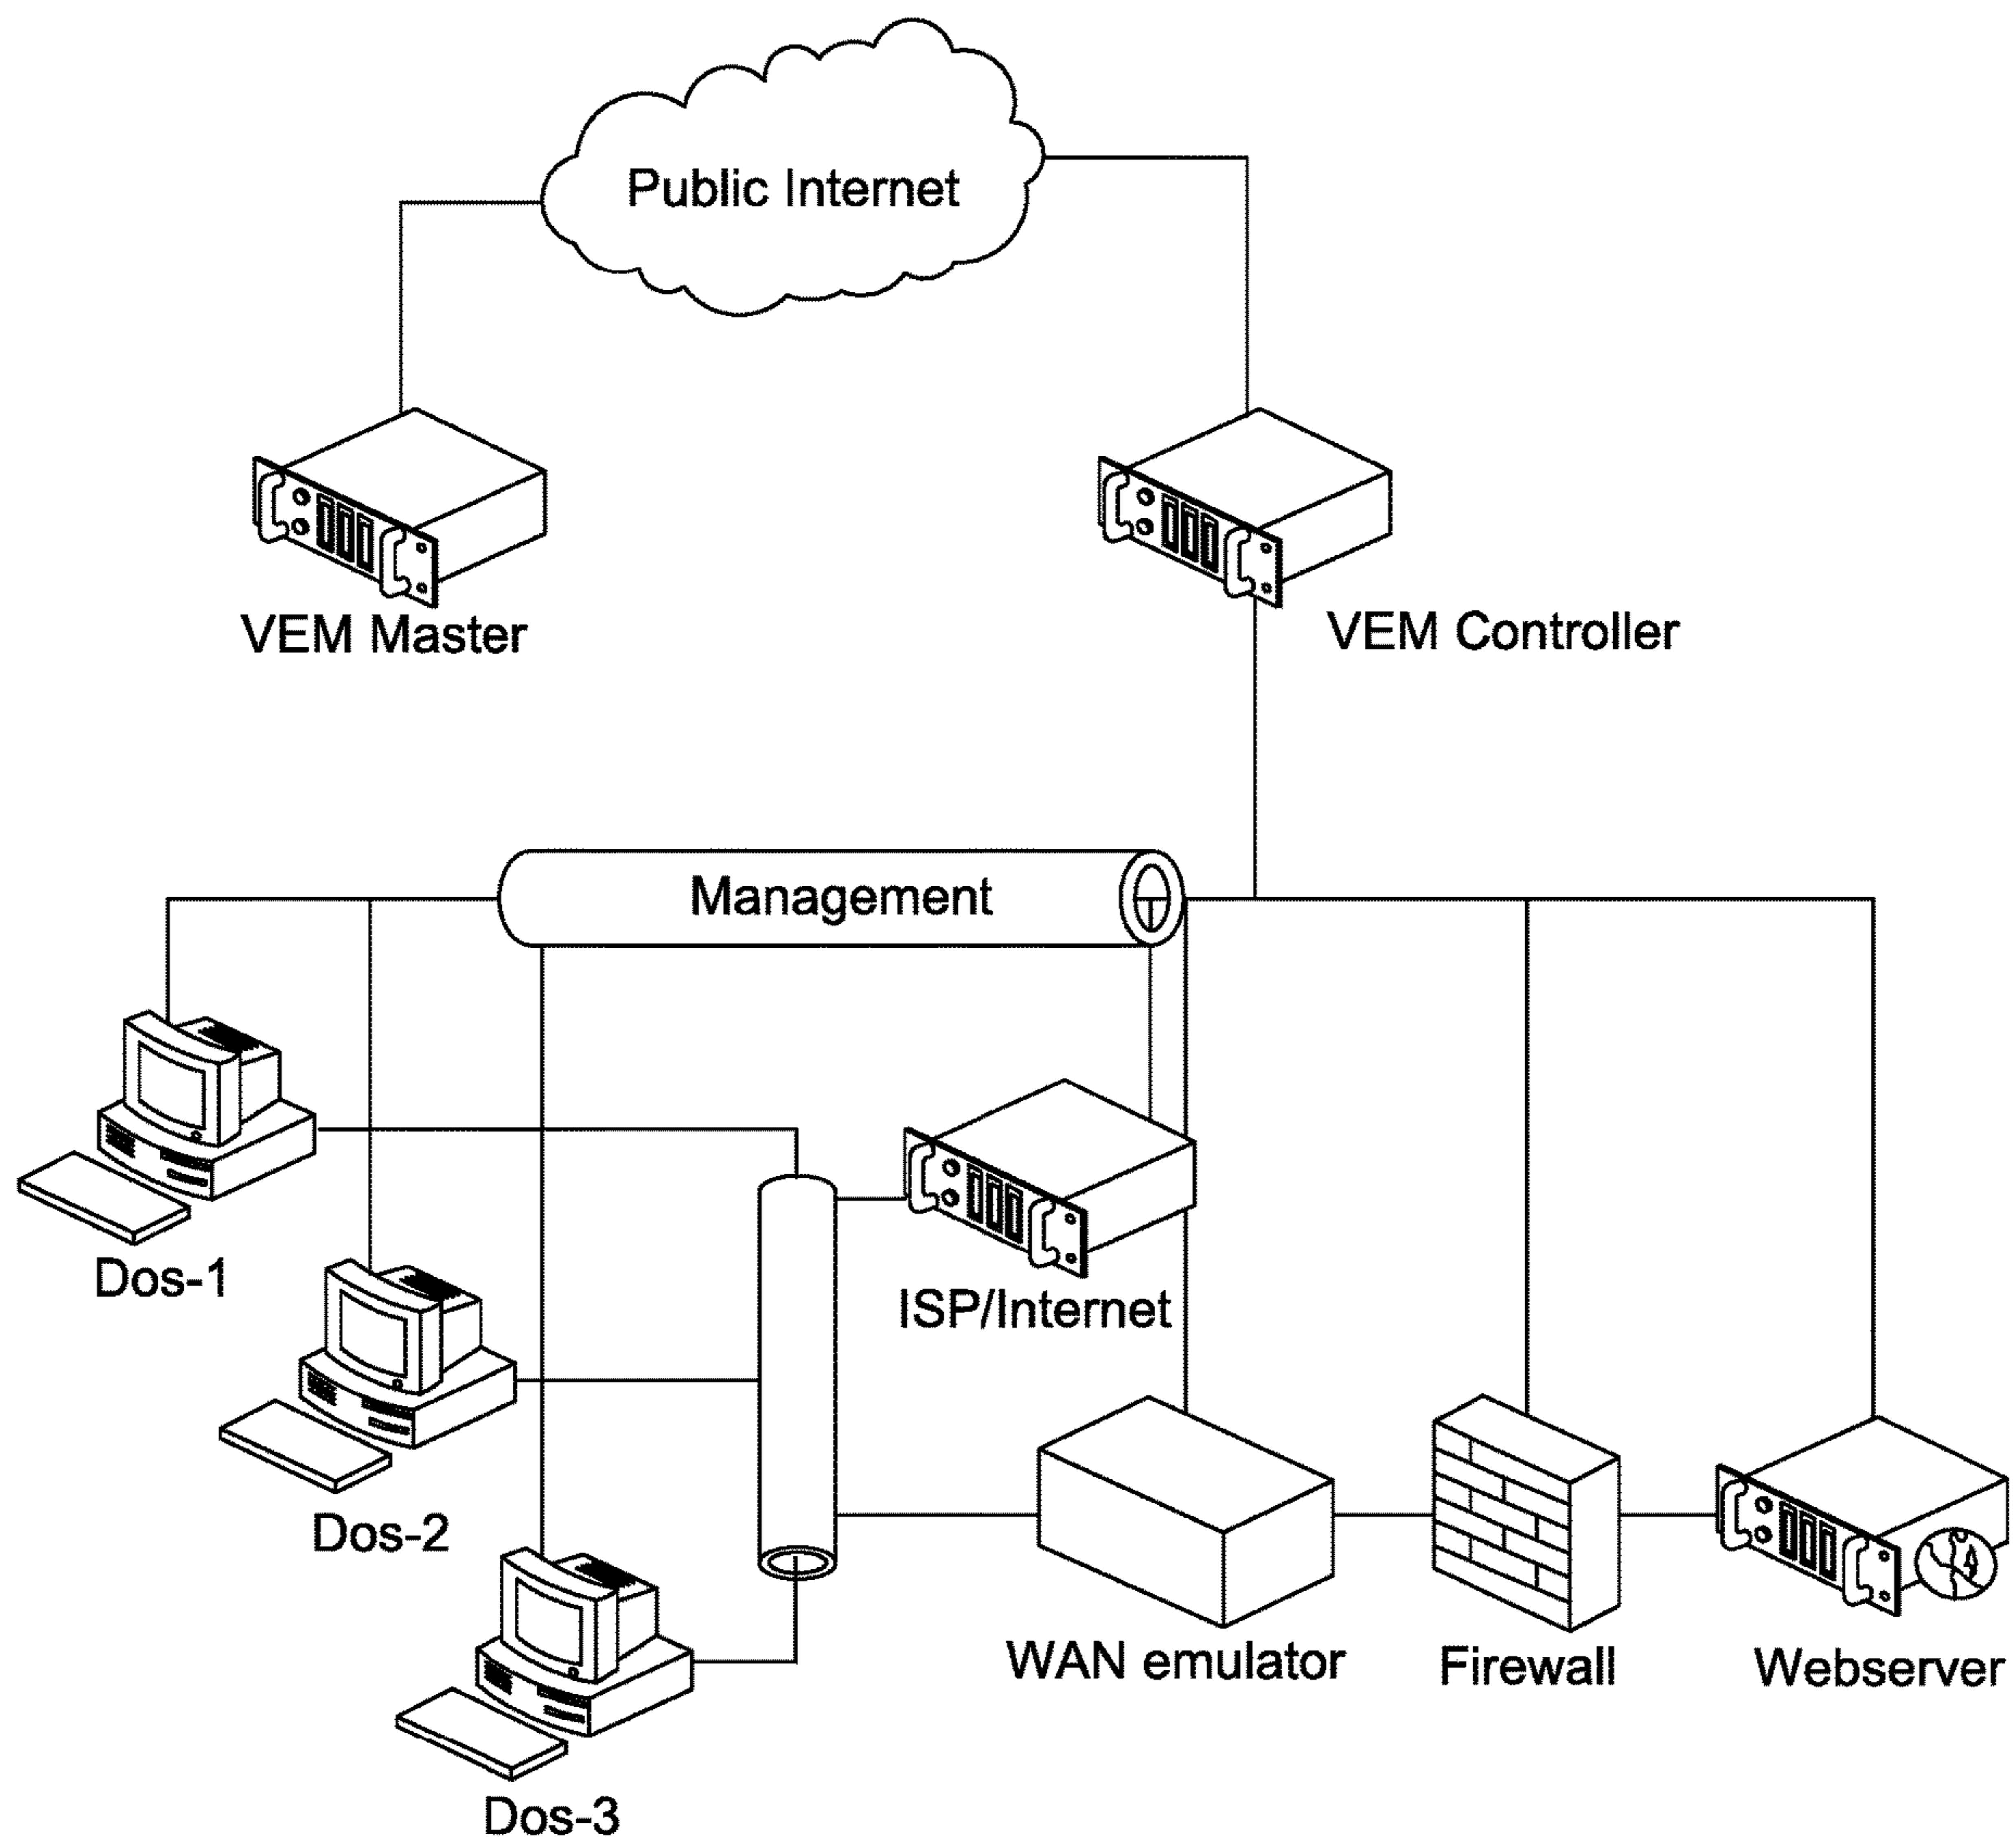 Public Internet
VEM Master
VEM Controller
Management
Dos-1
ISP/Internet
Dos-2
WAN emulator
Firewall
Webserver
Dos-3